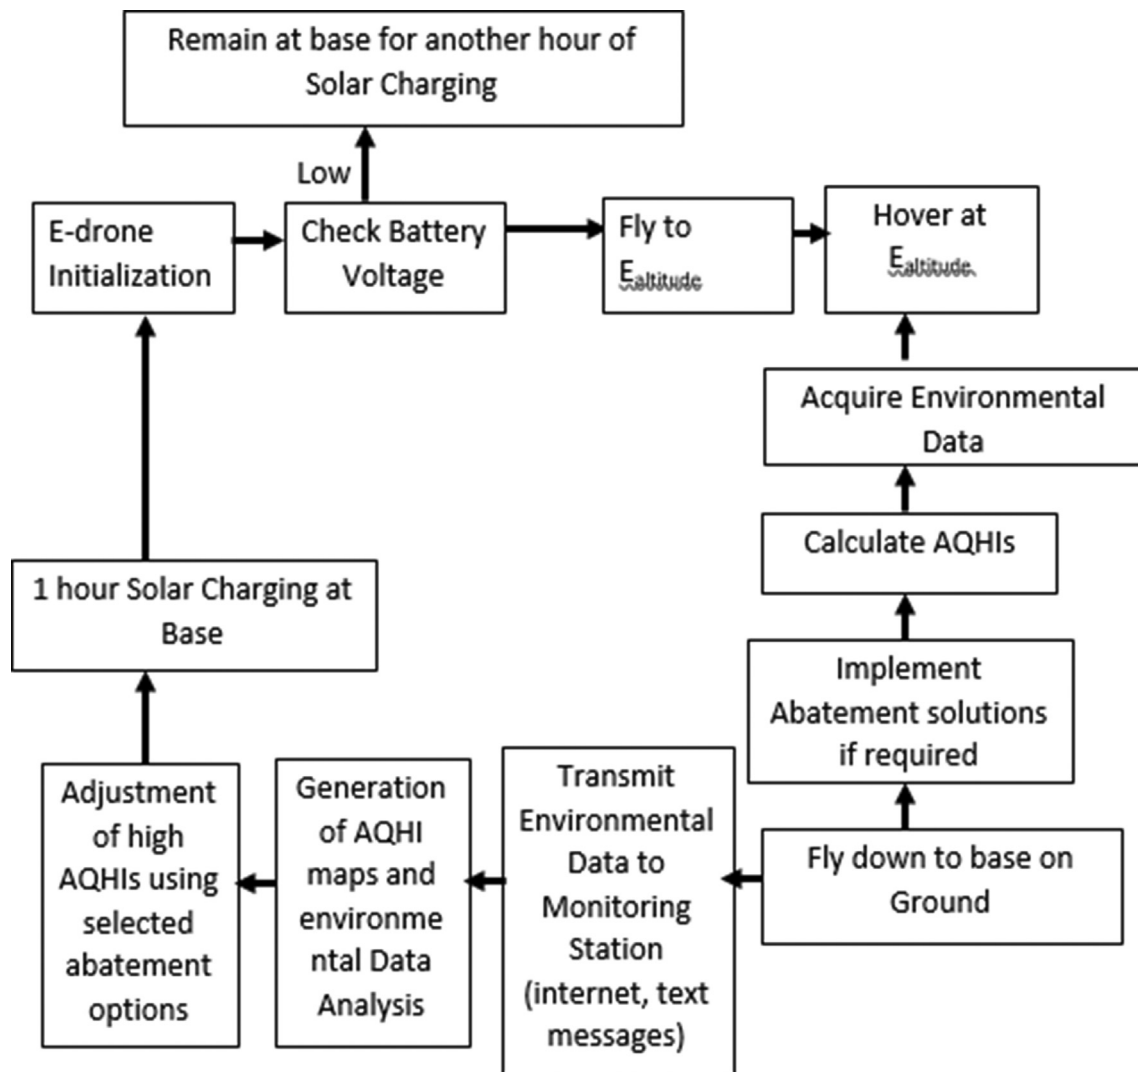 Remain at base for another hour of
Solar Charging
Low
E-drone
Initialization
Check Battery
Voltage
Fly to
Ealtitude
Hover at
Ealtitude
Acquire Environmental
Data
Calculate AQHIs
Implement
Abatement solutions
if required
Fly down to base on
Ground
Transmit
Environmental
Data to
Monitoring
Station
(internet, text
messages)
Generation
of AQHI
maps and
environme
ntal Data
Analysis
Adjustment
of high
AQHIs using
selected
abatement
options
1 hour Solar Charging at
Base